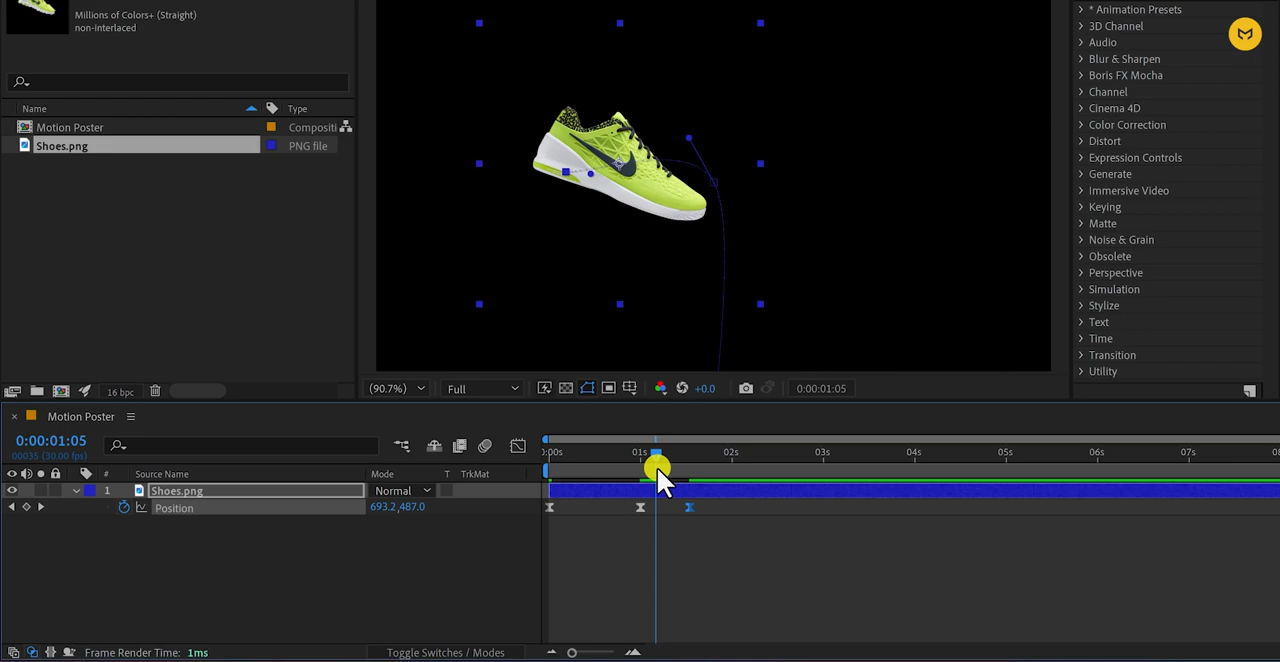 Millions of Colors+ (Straight)
non-interlaced
Name Type
Motion Poster Compositi
Shoes.png PNG file
16 bpc
(90.7%) Full +0.0 0:00:01:05
* Animation Presets
3D Channel
Audio
Blur & Sharpen
Boris FX Mocha
Channel
Cinema 4D
Color Correction
Distort
Expression Controls
Generate
Immersive Video
Keying
Matte
Noise & Grain
Obsolete
Perspective
Simulation
Stylize
Text
Time
Transition
Utility
Motion Poster
0:00:01:05
00035 (30.00 fps)
:00s 01s 02s 03s 04s 05s 06s 07s 08
# Source Name Mode T TrkMat
1 Shoes.png Normal
Position 693.2,487.0
Frame Render Time: 1ms Toggle Switches / Modes